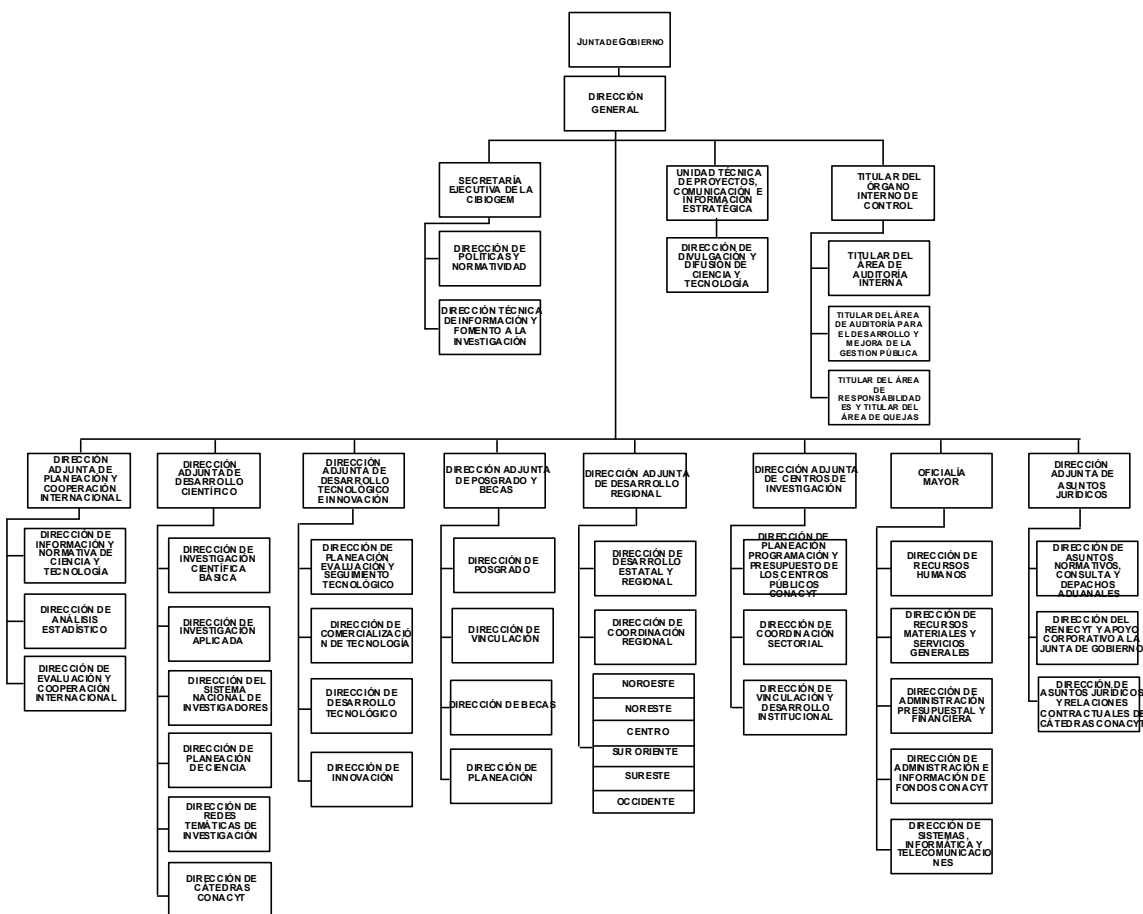 JUNTA DE GOBIERNO
DIRECCIÓN
GENERAL
SECRETARÍA
EJECUTIVA DE LA
CIBIOGEM
DIRECCIÓN DE
POLÍTICAS Y
NORMATIVIDAD
DIRECCIÓN TÉCNICA
DE INFORMACIÓN Y
FOMENTO A LA
INVEsTIGACIÓN
UNIDAD TÉCNICA
DE PROYECTOS,
COMUNICACIÓN E
INFORMACIÓN
ESTRATÉGICA
DIRECCIÓN DE
DIVULGACIÓN Y
DIFUSIÓN DE
CIENCIA Y
TECNOLOGÍA
TITULAR DEL
ÓRGANO
INTERNO DE
CONTROL
TITULAR DEL
ÁREA DE
AUDITORÍA
INTERNA
TITULAR DEL ÁREA
DE AUDITORÍA PARA
EL DESARROLLO Y
MEJORA DE LA
GESTION PÚBLICA
TITULAR DEL ÁREA
DE
RESPONSABILIDAD
ES Y TITULAR DEL
ÁREA DE QUEJAS
DIRECCIÓN
ADJUNTA DE
PLANEACIÓN Y
COOPERACIÓN
INTERNACIONAL
DIRECCIÓN DE
INFORMACIÓN Y
NORMATIVA DE
CIENCIA Y
TECNOLOGÍA
DIRECCIÓN DE
ANÁLISIS
ESTADÍSTICO
DIRECCIÓN DE
EVALUACIÓN Y
COOPERACIÓN
INTERNACIONAL
DIRECCIÓN
ADJUNTA DE
DESARROLLO
CIENTÍFICO
DIRECCIÓN DE
INVESTIGACIÓN
CIENTÍFICA
BÁSICA
DIRECCIÓN DE
INVESTIGACIÓN
APLICADA
DIRECCIÓN DEL
SISTEMA
NACIONAL DE
INVESTIGADORES
DIRECCIÓN DE
PLANEACIÓN
DE CIENCIA
DIRECCIÓN DE
REDES
TEMÁTICAS DE
INVESTIGACIÓN
DIRECCIÓN DE
CÁTEDRAS
CONACYT
DIRECCIÓN
ADJUNTA DE
DESARROLLO
TECNOLÓGICO
E INNOVACIÓN
DIRECCIÓN DE
PLANEACIÓN
EVALUACIÓN Y
SEGUIMIENTO
TECNOLÓGICO
DIRECCIÓN DE
COMERCIALIZACIÓ
N DE TECNOLOGÍA
DIRECCIÓN DE
DESARROLLO
TECNOLÓGICO
DIRECCIÓN DE
INNOVACIÓN
DIRECCIÓN ADJUNTA
DE POSGRADO Y
BECAS
DIRECCIÓN DE
POSGRADO
DIRECCIÓN DE
VINCULACION
DIRECCIÓN DE BECAS
DIRECCIÓN DE
PLANEACIÓN
DIRECCIÓN ADJUNTA
DE DESARROLLO
REGIONAL
DIRECCIÓN DE
DESARROLLO
ESTATAL Y
REGIONAL
DIRECCIÓN DE
COORDINACIÓN
REGIONAL
NOROESTE
NORESTE
CENTRO
SUR ORIENTE
SURESTE
OCCIDENTE
DIRECCIÓN ADJUNTA
DE CENTROS DE
INVESTIGACIÓN
DIRECCIÓN DE
PLANEACIÓN
PROGRAMACIÓN Y
PRESUPUESTO DE
LOS CENTROS
PÚBLICOS
CONACYT
DIRECCIÓN DE
COORDINACIÓN
SECTORIAL
DIRECCIÓN DE
VINCULACIÓN Y
DESARROLLO
INSTITUCIONAL
OFICIALÍA
MAYOR
DIRECCIÓN DE
RECURSOS
HUMANOS
DIRECCIÓN DE
RECURSOS
MATERIALES Y
SERVICIOS
GENERALES
DIRECCIÓN DE
ADMINISTRACIÓN
PRESUPUESTAL Y
FINANCIERA
DIRECCIÓN DE
ADMINISTRACIÓN E
INFORMACIÓN DE
FONDOS CONACYT
DIRECCIÓN DE
SISTEMAS,
INFORMÁTICA Y
TELECOMUNICACIO
NES
DIRECCIÓN
ADJUNTA DE
ASUNTOS
JURÍDICOS
DIRECCIÓN DE
ASUNTOS
NORMATIVOS,
CONSULTA Y
DEPACHOS
ADUANALES
DIRECCIÓN DEL
RENIECYT Y APOYO
CORPORATIVO A LA
JUNTA DE GOBIERNO
DIRECCIÓN DE
ASUNTOS JURÍDICOS
Y RELACIONES
CONTRACTUALES DE
CÁTEDRAS CONACYT